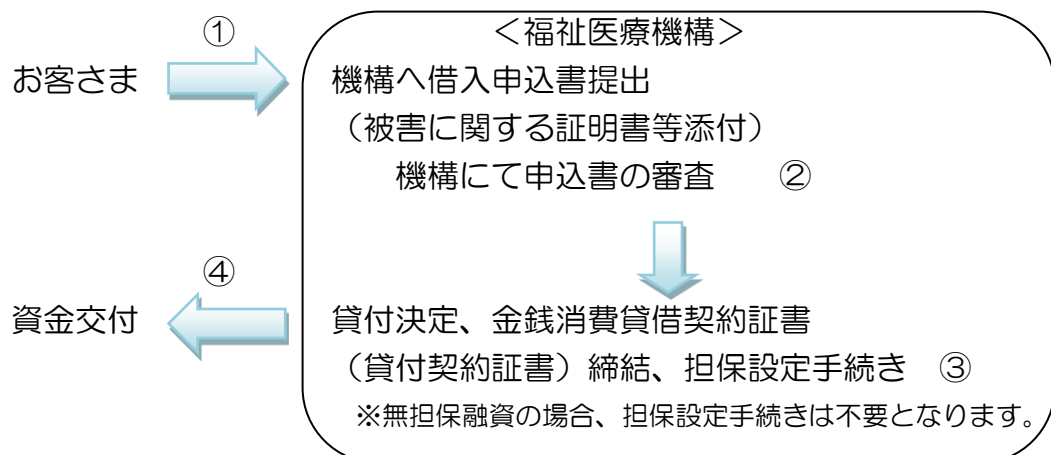 ①
＜福祉医療機構＞
お客さま
機構へ借入申込書提出
（被害に関する証明書等添付）
機構にて申込書の審査　②
④
資金交付
貸付決定、金銭消費貸借契約証書
（貸付契約証書）締結、担保設定手続き　③
※無担保融資の場合、担保設定手続きは不要となります。